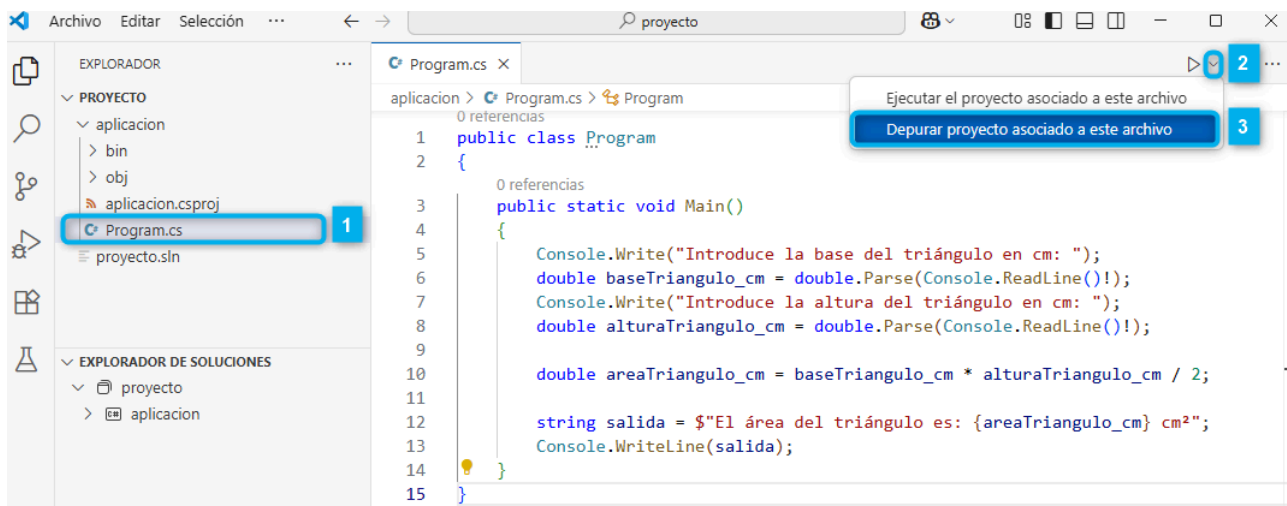 Archivo Editar Selección ... proyecto
EXPLORADOR ...
PROYECTO
aplicacion
bin
obj
aplicacion.csproj
Program.cs 1
proyecto.sln
EXPLORADOR DE SOLUCIONES
proyecto
aplicacion
Program.cs 2 ...
aplicacion > Program.cs > Program
Ejecutar el proyecto asociado a este archivo
Depurar proyecto asociado a este archivo 3
0 referencias
1 public class Program
2 {
0 referencias
3 public static void Main()
4 {
5 Console.Write("Introduce la base del triángulo en cm: ");
6 double baseTriangulo_cm = double.Parse(Console.ReadLine()!);
7 Console.Write("Introduce la altura del triángulo en cm: ");
8 double alturaTriangulo_cm = double.Parse(Console.ReadLine()!);
9
10 double areaTriangulo_cm = baseTriangulo_cm * alturaTriangulo_cm / 2;
11
12 string salida = $"El área del triángulo es: {areaTriangulo_cm} cm²";
13 Console.WriteLine(salida);
14 }
15 }